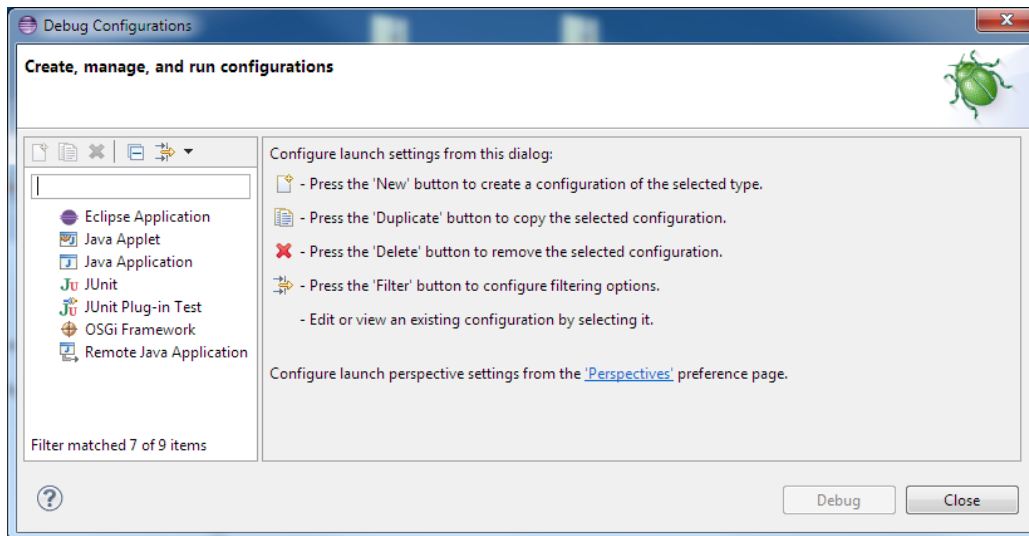 Debug Configurations
Create, manage, and run configurations
Eclipse Application
Java Applet
Java Application
JUnit
JUnit Plug-in Test
OSGi Framework
Remote Java Application
Filter matched 7 of 9 items
Configure launch settings from this dialog:
- Press the 'New' button to create a configuration of the selected type.
- Press the 'Duplicate' button to copy the selected configuration.
- Press the 'Delete' button to remove the selected configuration.
- Press the 'Filter' button to configure filtering options.
- Edit or view an existing configuration by selecting it.
Configure launch perspective settings from the 'Perspectives' preference page.
Debug
Close